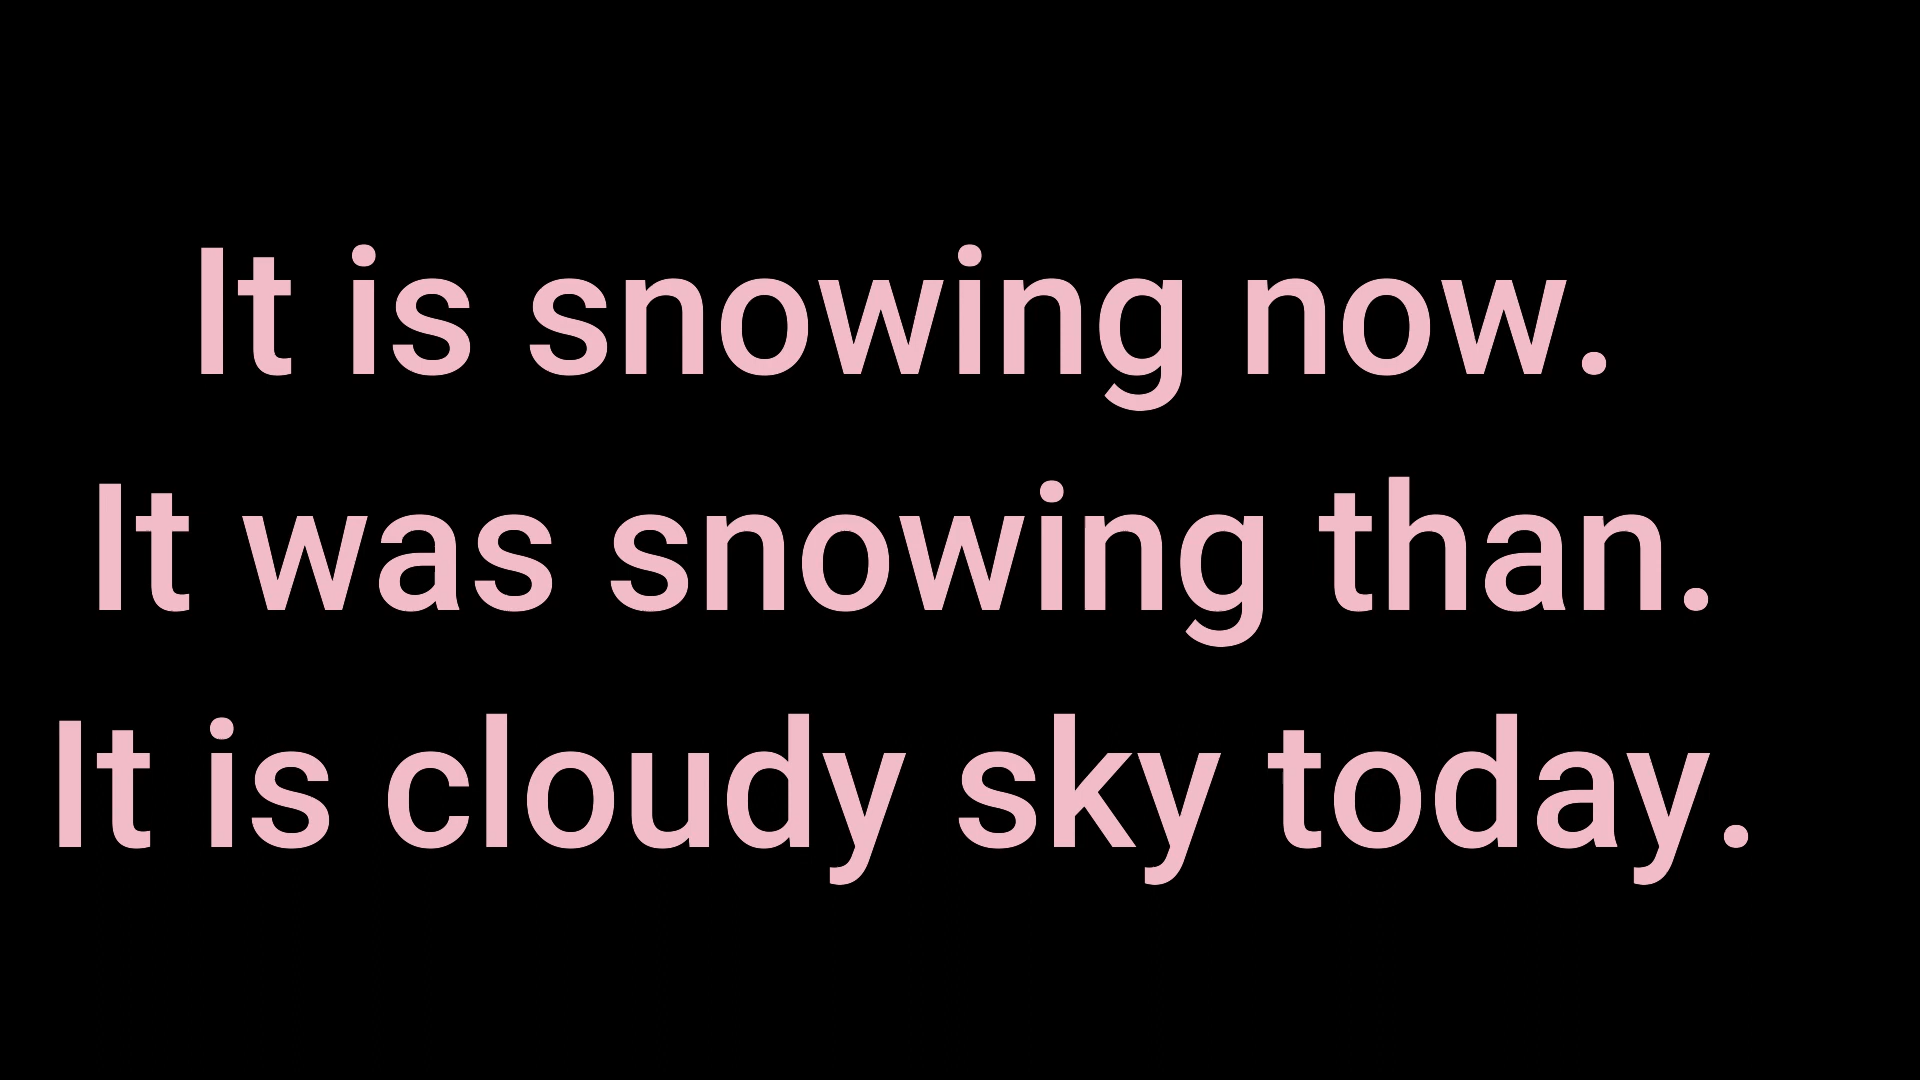 It is snowing now.
It was snowing than.
It is cloudy sky today.